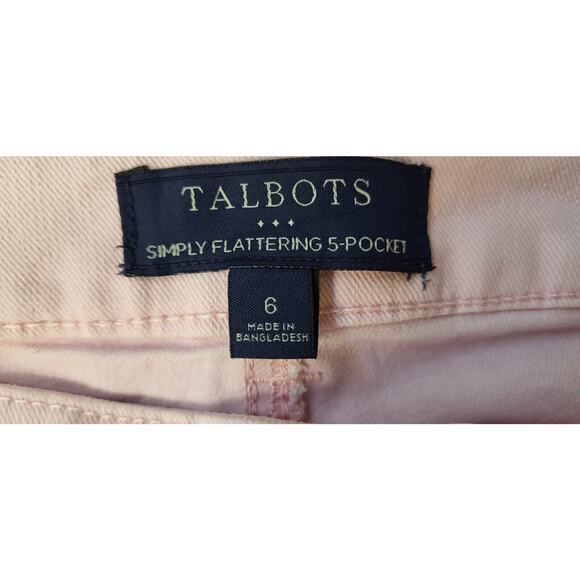 TALBOTS
SIMPLY FLATTERING 5-POCKET
6
MADE IN
BANGLADESH